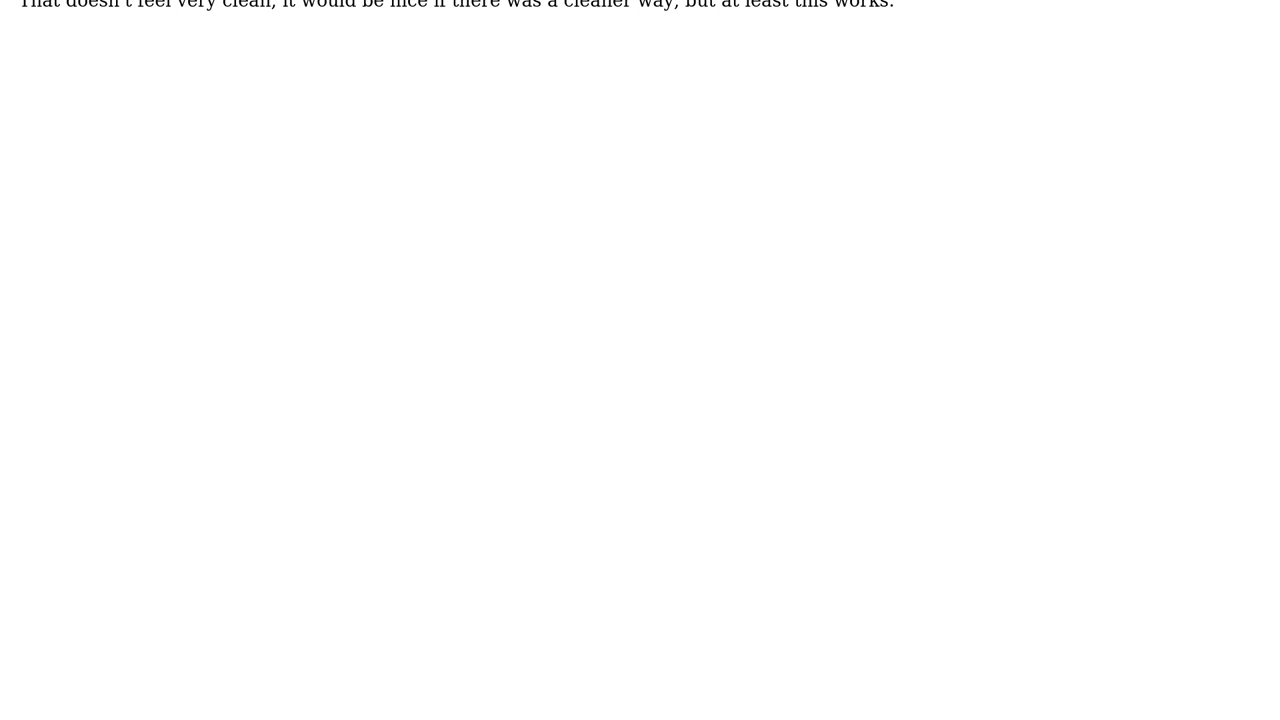 That doesn't feel very clean, it would be nice if there was a cleaner way, but at least this works.